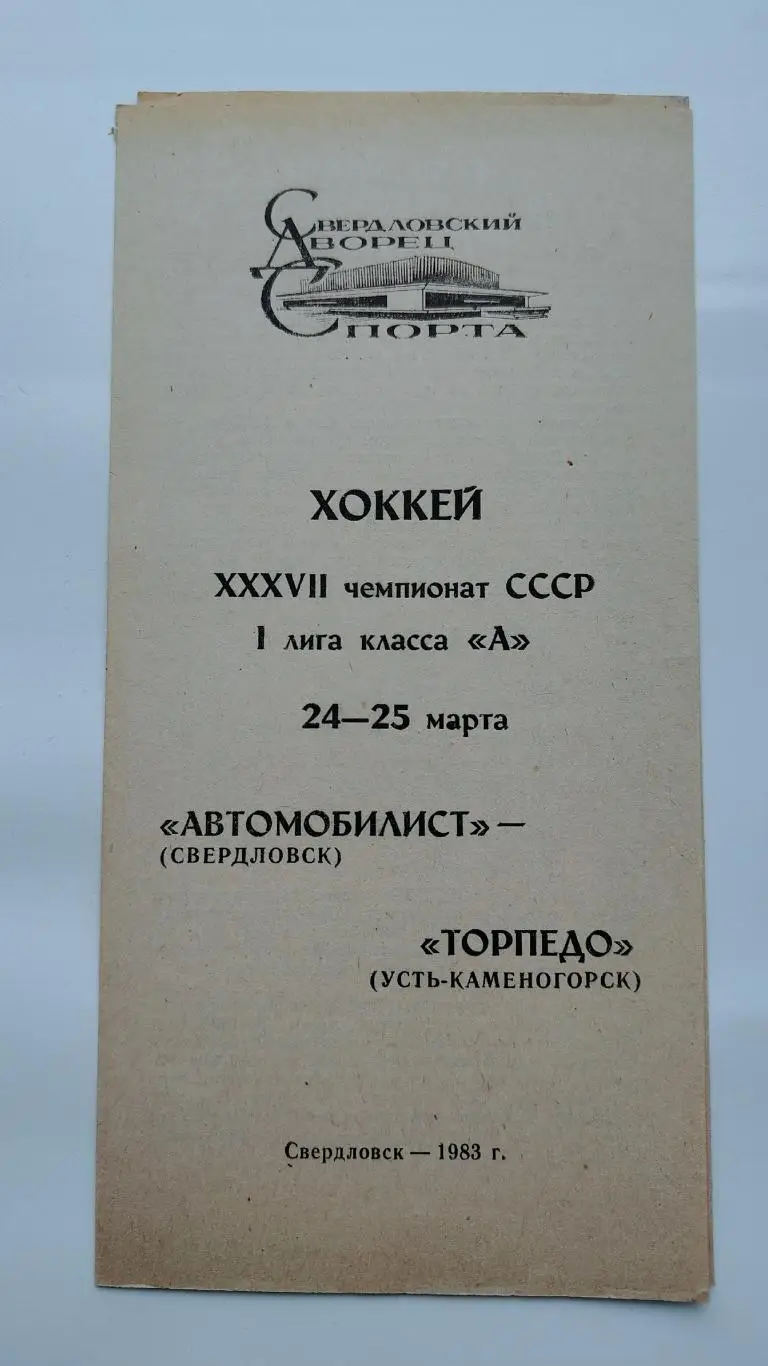 СВЕРДЛОВСКИЙ
ДВОРЕЦ
СПОРТА
ХОККЕЙ
XXXVII чемпионат СССР
I лига класса «А»
24—25 марта
«АВТОМОБИЛИСТ» —
(СВЕРДЛОВСК)
«ТОРПЕДО»
(УСТЬ-КАМЕНОГОРСК)
Свердловск — 1983 г.